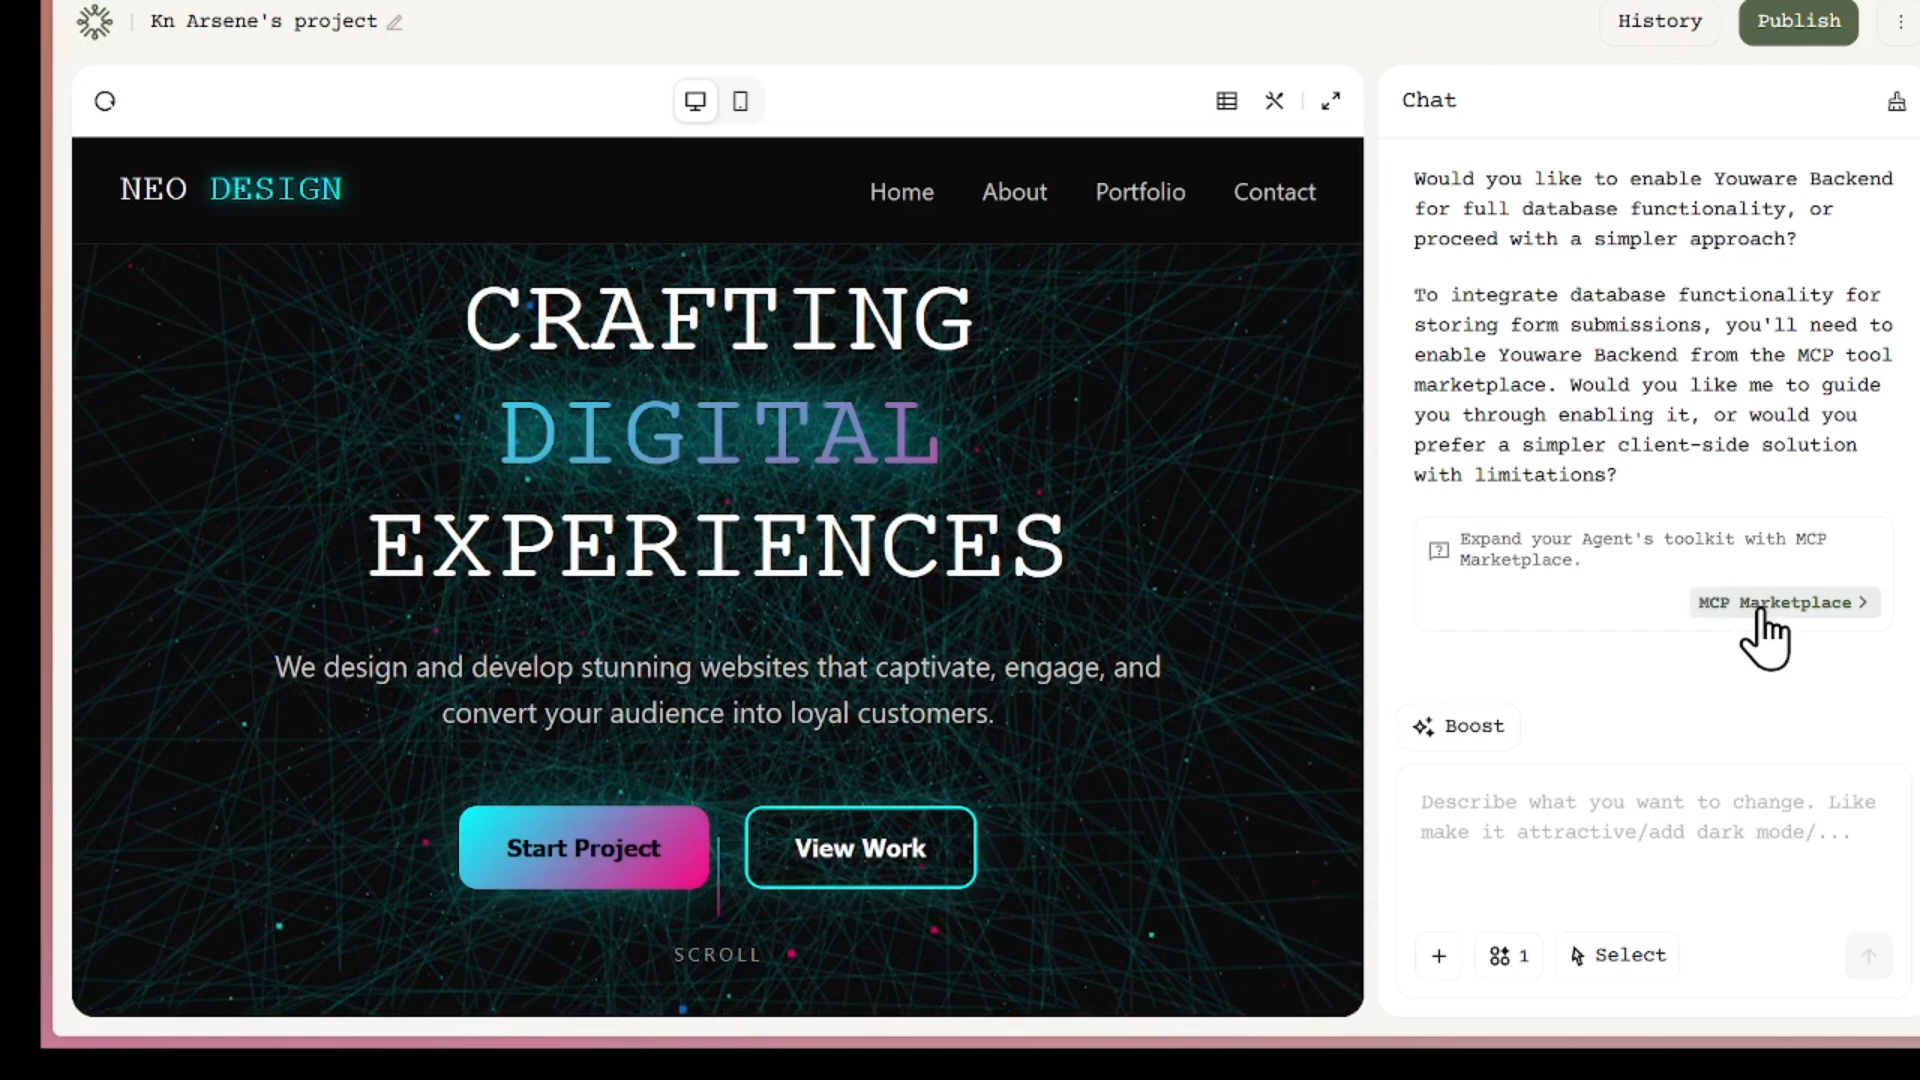 Kn Arsene's project
History
Publish
NEO DESIGN
Home
About
Portfolio
Contact
CRAFTING
DIGITAL
EXPERIENCES
We design and develop stunning websites that captivate, engage, and
convert your audience into loyal customers.
Start Project
View Work
SCROLL
Chat
Would you like to enable Youware Backend
for full database functionality, or
proceed with a simpler approach?
To integrate database functionality for
storing form submissions, you'll need to
enable Youware Backend from the MCP tool
marketplace. Would you like me to guide
you through enabling it, or would you
prefer a simpler client-side solution
with limitations?
Expand your Agent's toolkit with MCP
Marketplace.
MCP Marketplace >
Boost
Describe what you want to change. Like
make it attractive/add dark mode/...
1
Select